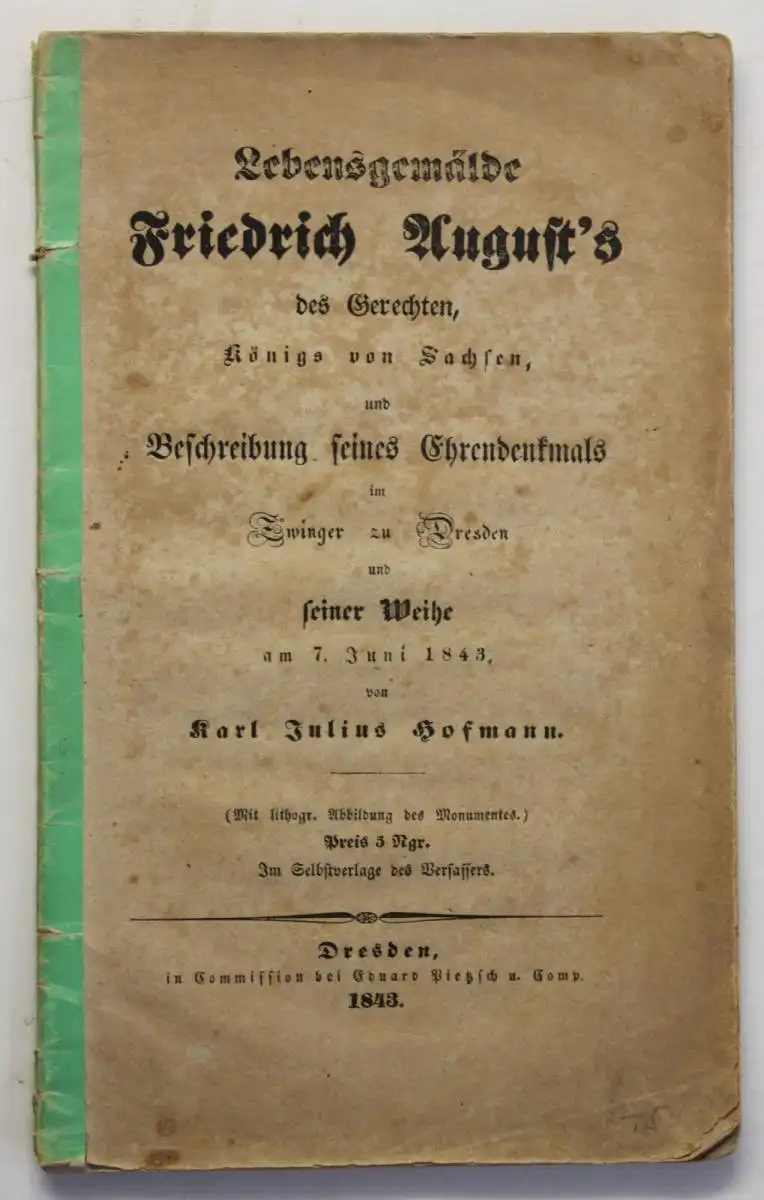 Lebensgemälde
Friedrich August's
des Gerechten,
Königs von Sachsen,
und
Beschreibung seines Ehrendenkmals
im
Zwinger zu Dresden
und
seiner Weihe
am 7. Juni 1843,
von
Karl Julius Hofmann.
(Mit lithogr. Abbildung des Monumentes.)
Preis 5 Ngr.
Im Selbstverlage des Verfassers.
Dresden,
in Commission bei Eduard Pietzsch u. Comp.
1843.